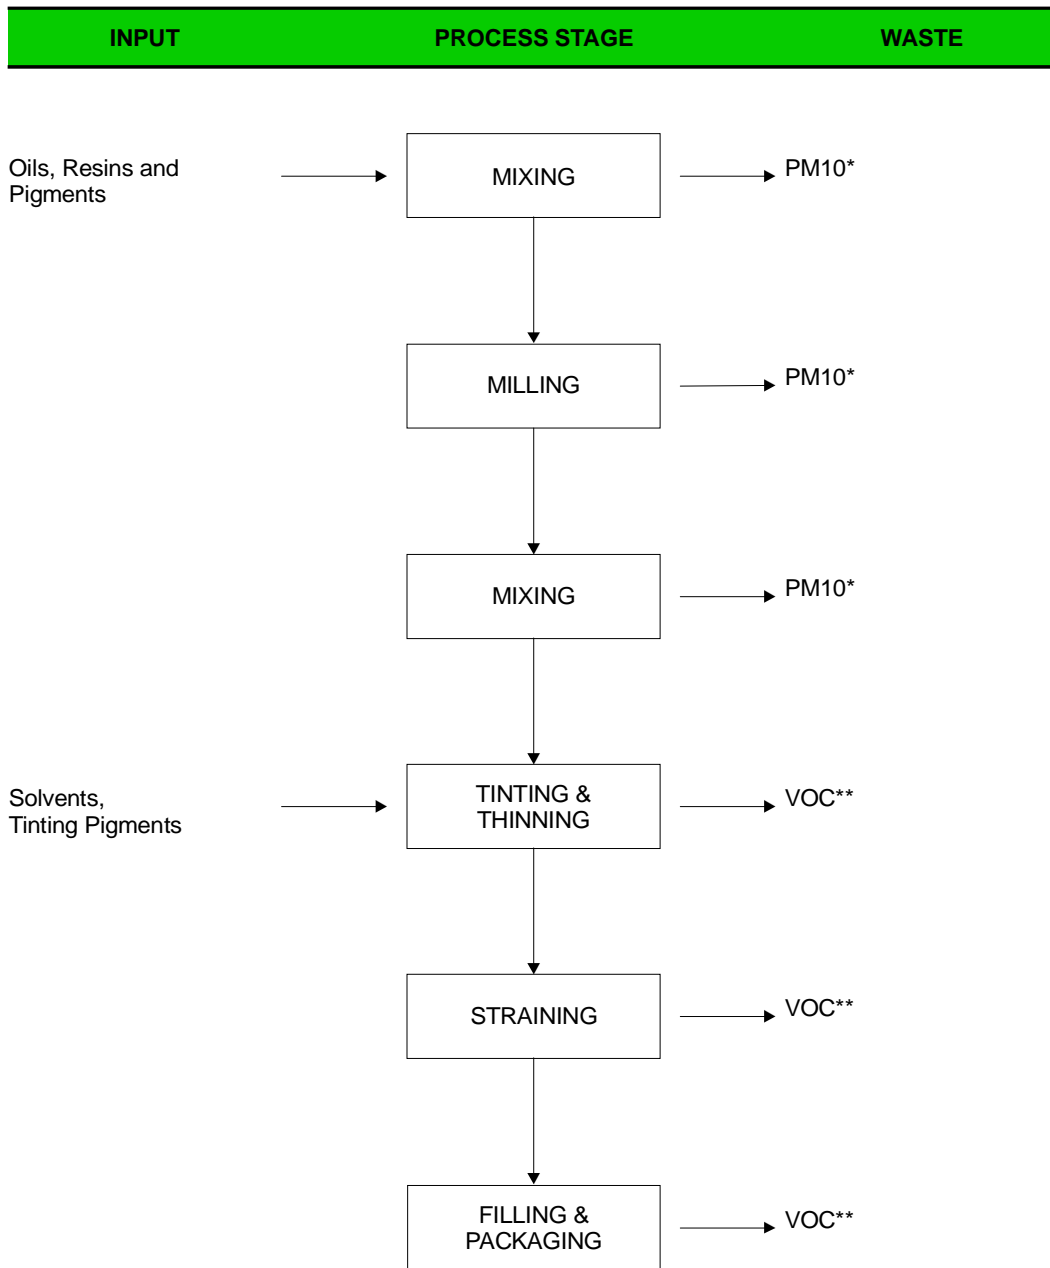 INPUT PROCESS STAGE WASTE
Oils, Resins and
Pigments
MIXING
PM10*
MILLING
PM10*
MIXING
PM10*
Solvents,
Tinting Pigments
TINTING &
THINNING
VOC**
STRAINING
VOC**
FILLING &
PACKAGING
VOC**